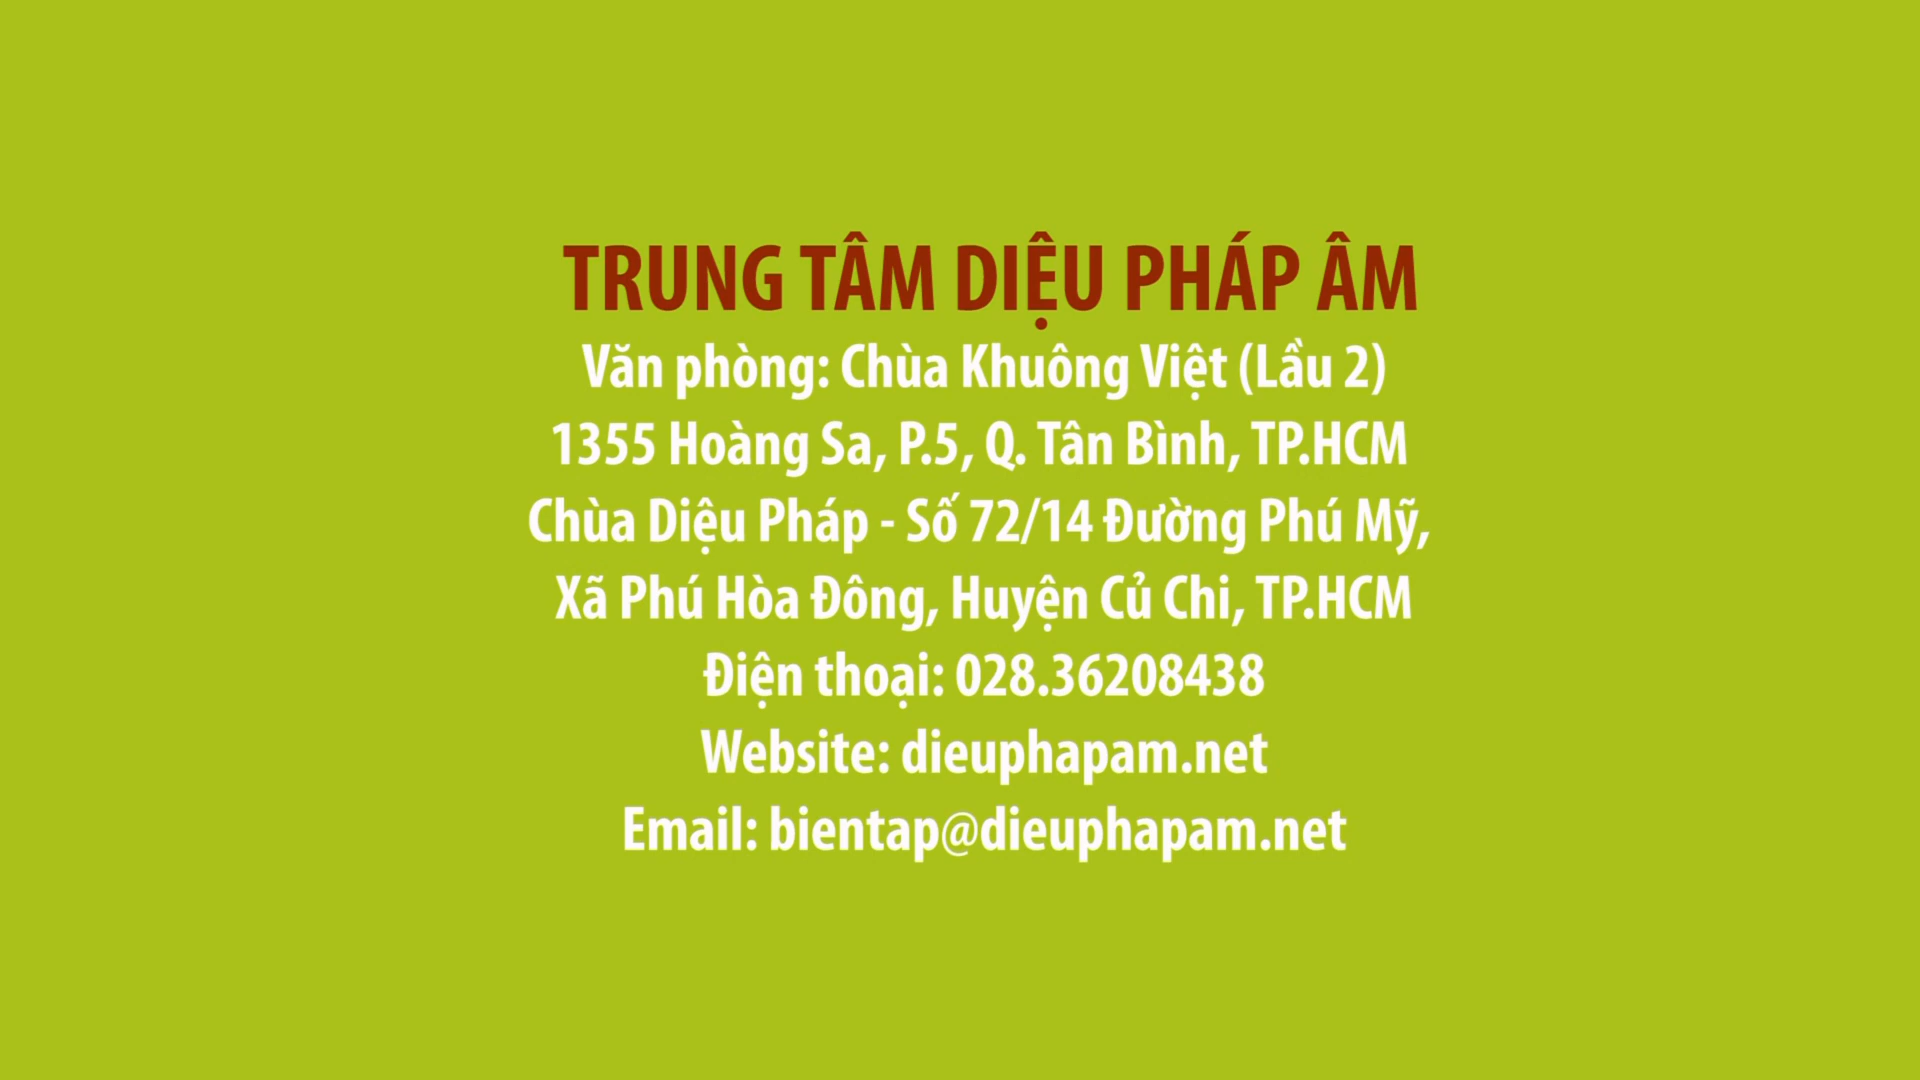 TRUNG TÂM DIỆU PHÁP ÂM
Văn phòng: Chùa Khuông Việt (Lầu 2)
1355 Hoàng Sa, P.5, Q. Tân Bình, TP.HCM
Chùa Diệu Pháp - Số 72/14 Đường Phú Mỹ,
Xã Phú Hòa Đông, Huyện Củ Chi, TP.HCM
Điện thoại: 028.36208438
Website: dieuphapam.net
Email: bientap@dieuphapam.net